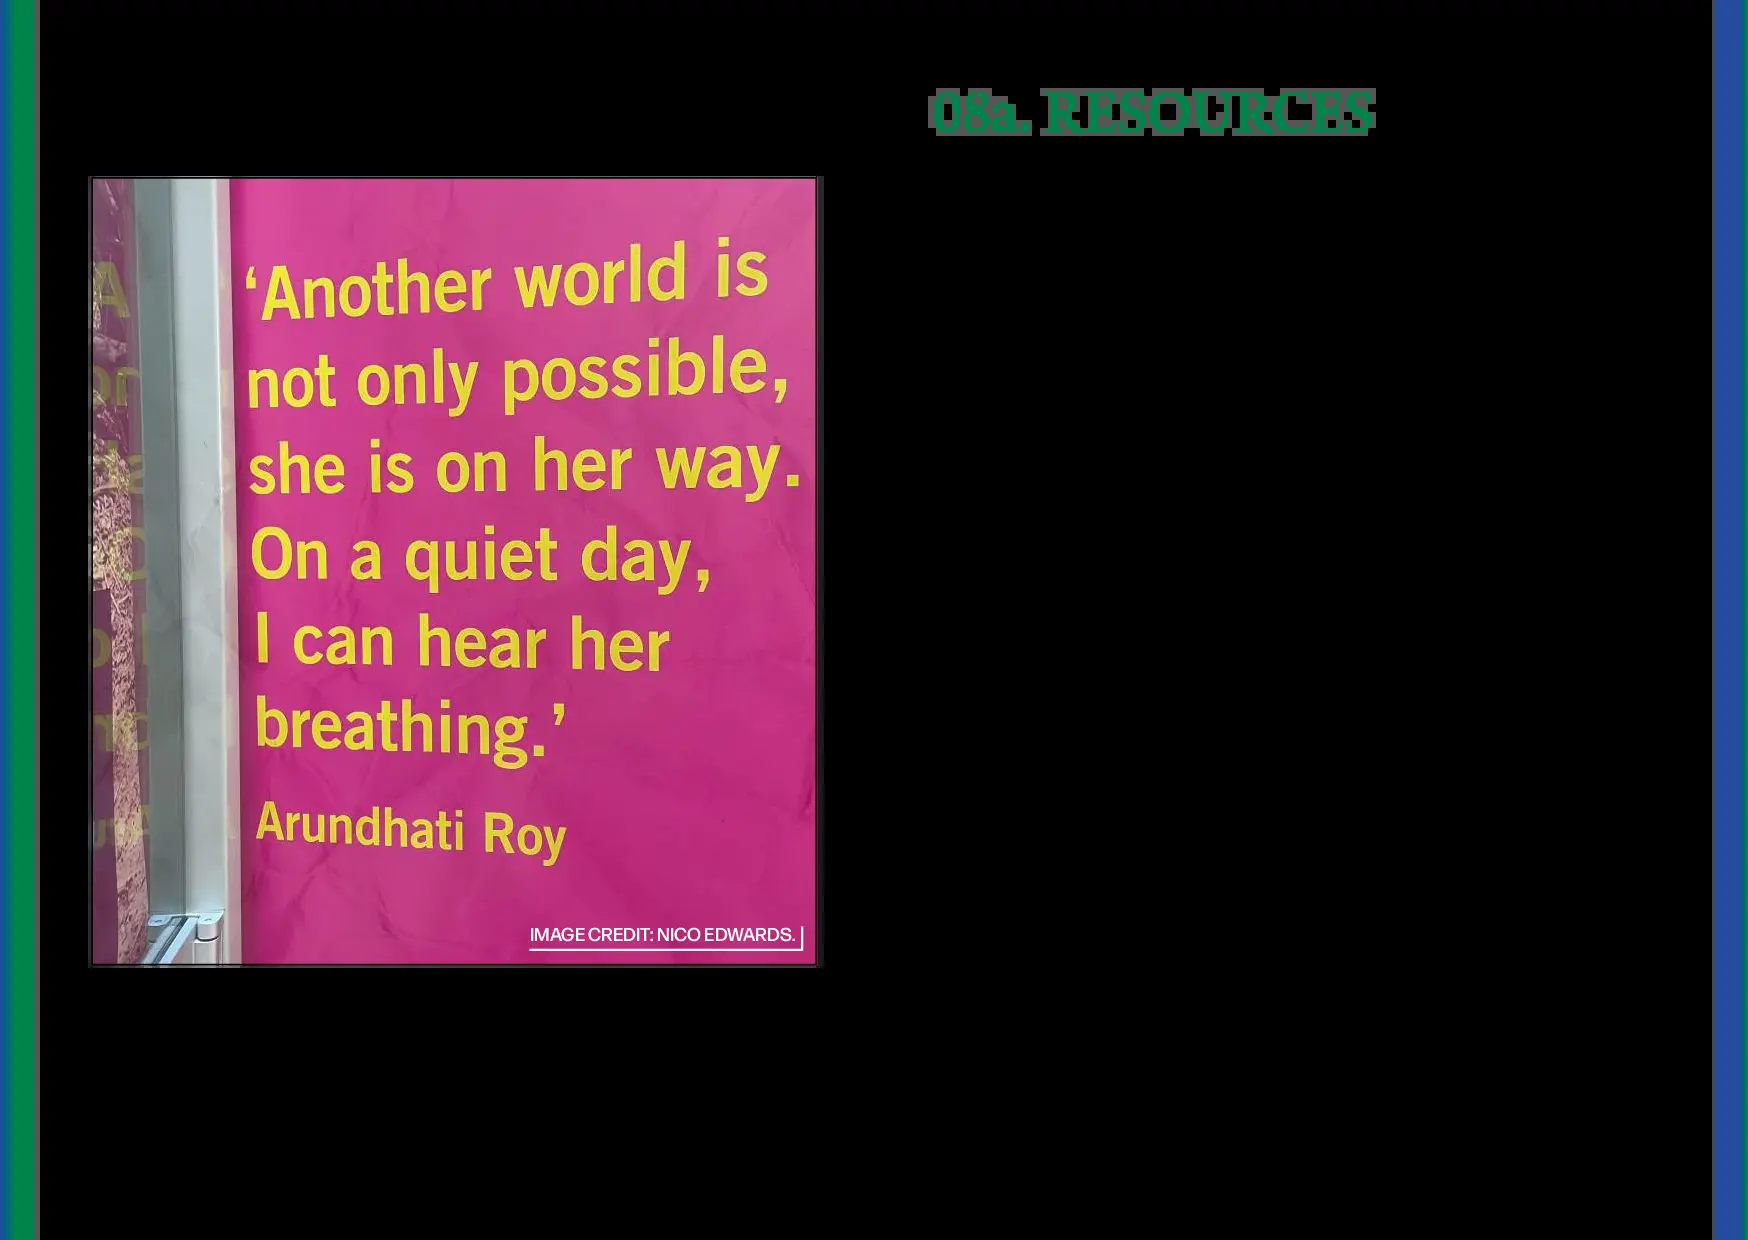 08a. RESOURCES
‘Another world is
not only possible,
she is on her way.
On a quiet day,
I can hear her
breathing.’
Arundhati Roy
IMAGE CREDIT: NICO EDWARDS.